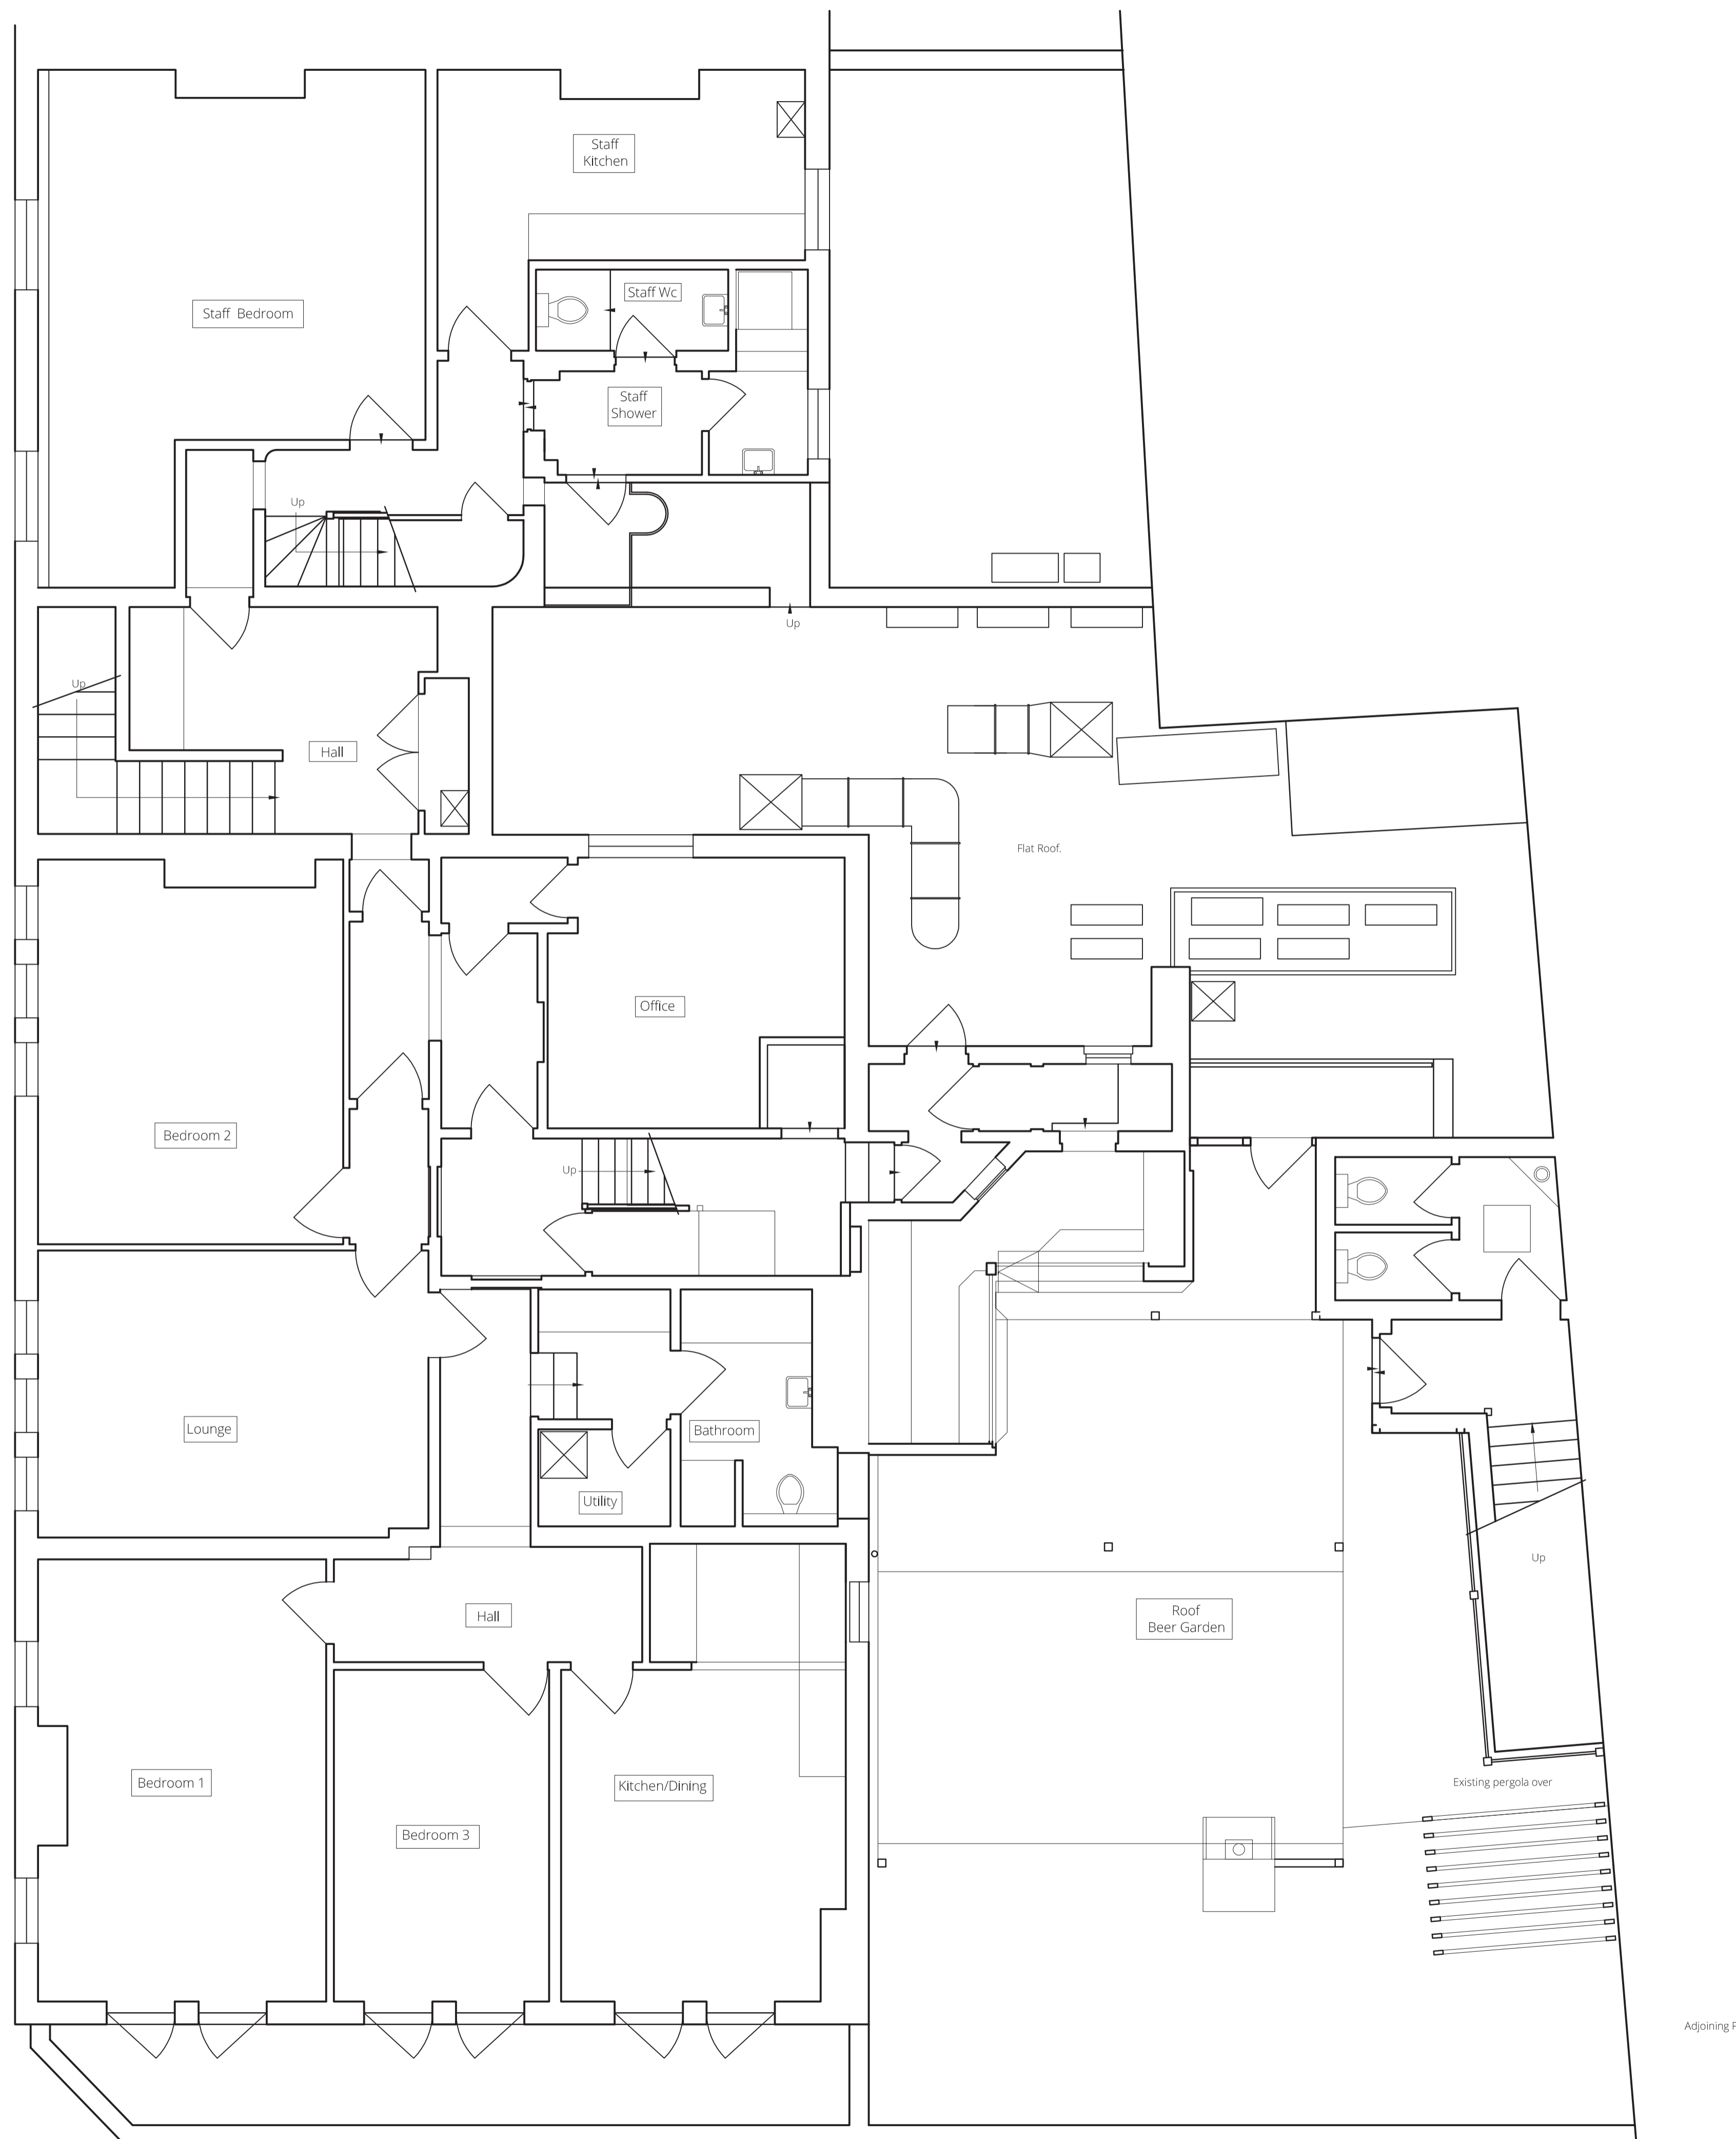 Staff
Kitchen
Staff Wc
Staff Bedroom
Staff
Shower
Up
Up
Up
Hall
Flat Roof.
Office
Bedroom 2
Up
Lounge
Bathroom
Utility
Up
Hall
Roof
Beer Garden
Existing pergola over
Bedroom 1
Kitchen/Dining
Bedroom 3
Adjoining